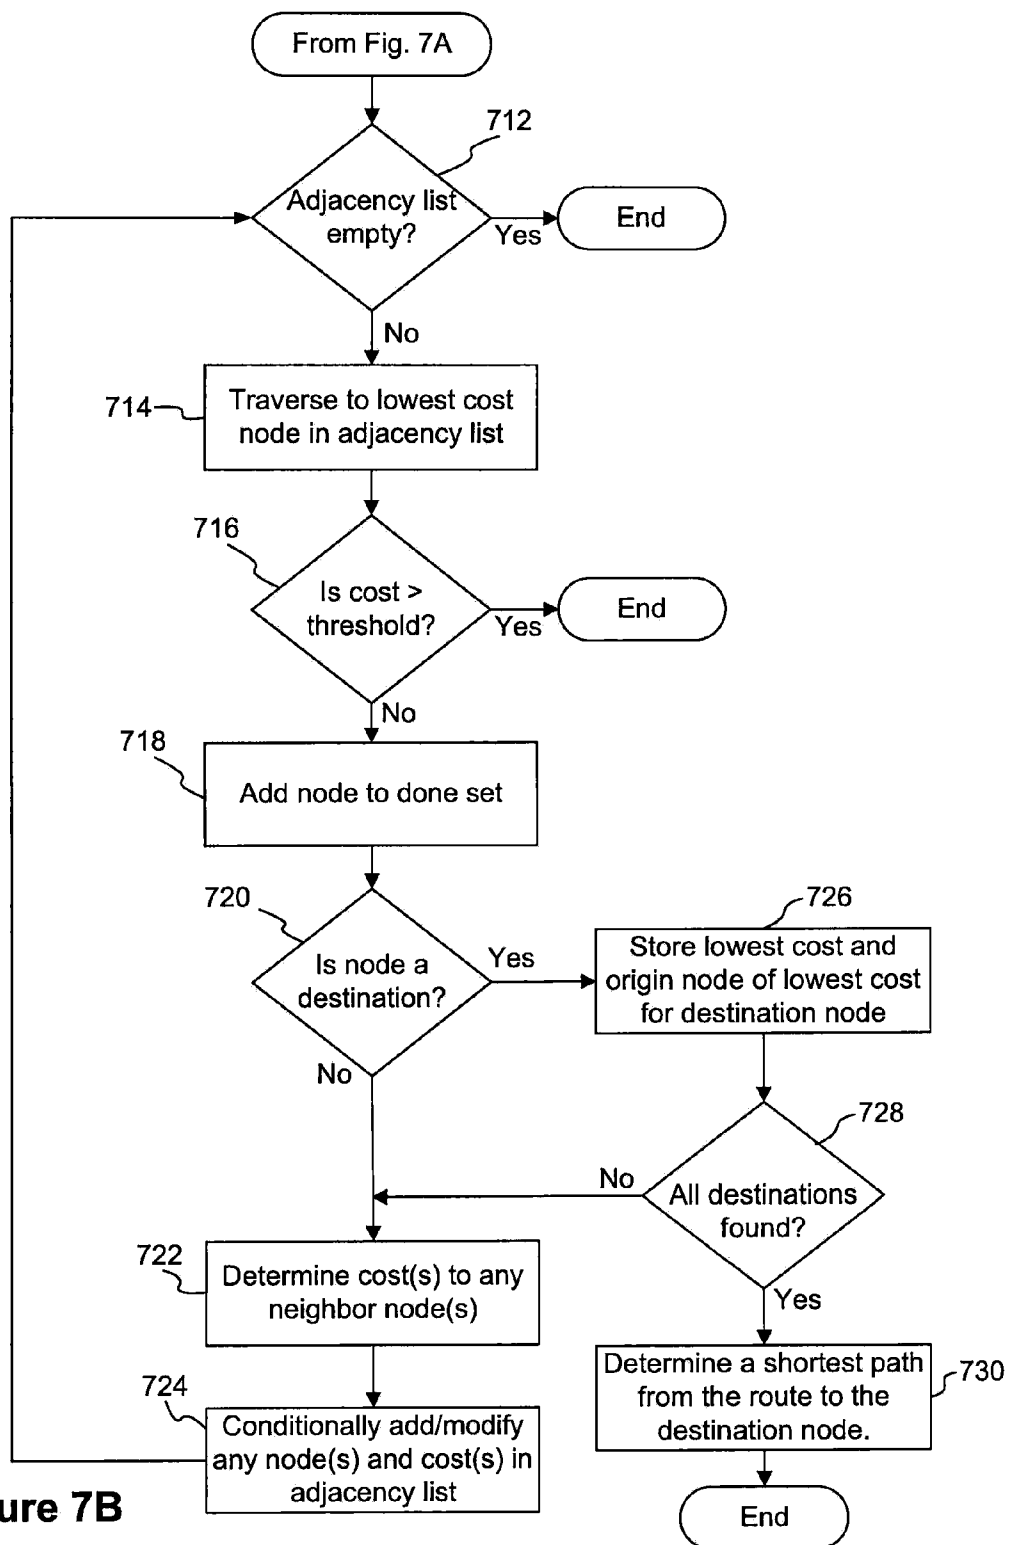 From Fig. 7A
712
Adjacency list
empty?
Yes
End
No
714
Traverse to lowest cost
node in adjacency list
716
Is cost >
threshold?
Yes
End
No
718
Add node to done set
720
Is node a
destination?
Yes
726
Store lowest cost and
origin node of lowest cost
for destination node
No
728
All destinations
found?
No
Yes
722
Determine cost(s) to any
neighbor node(s)
724
Conditionally add/modify
any node(s) and cost(s) in
adjacency list
730
Determine a shortest path
from the route to the
destination node.
End
ure 7B